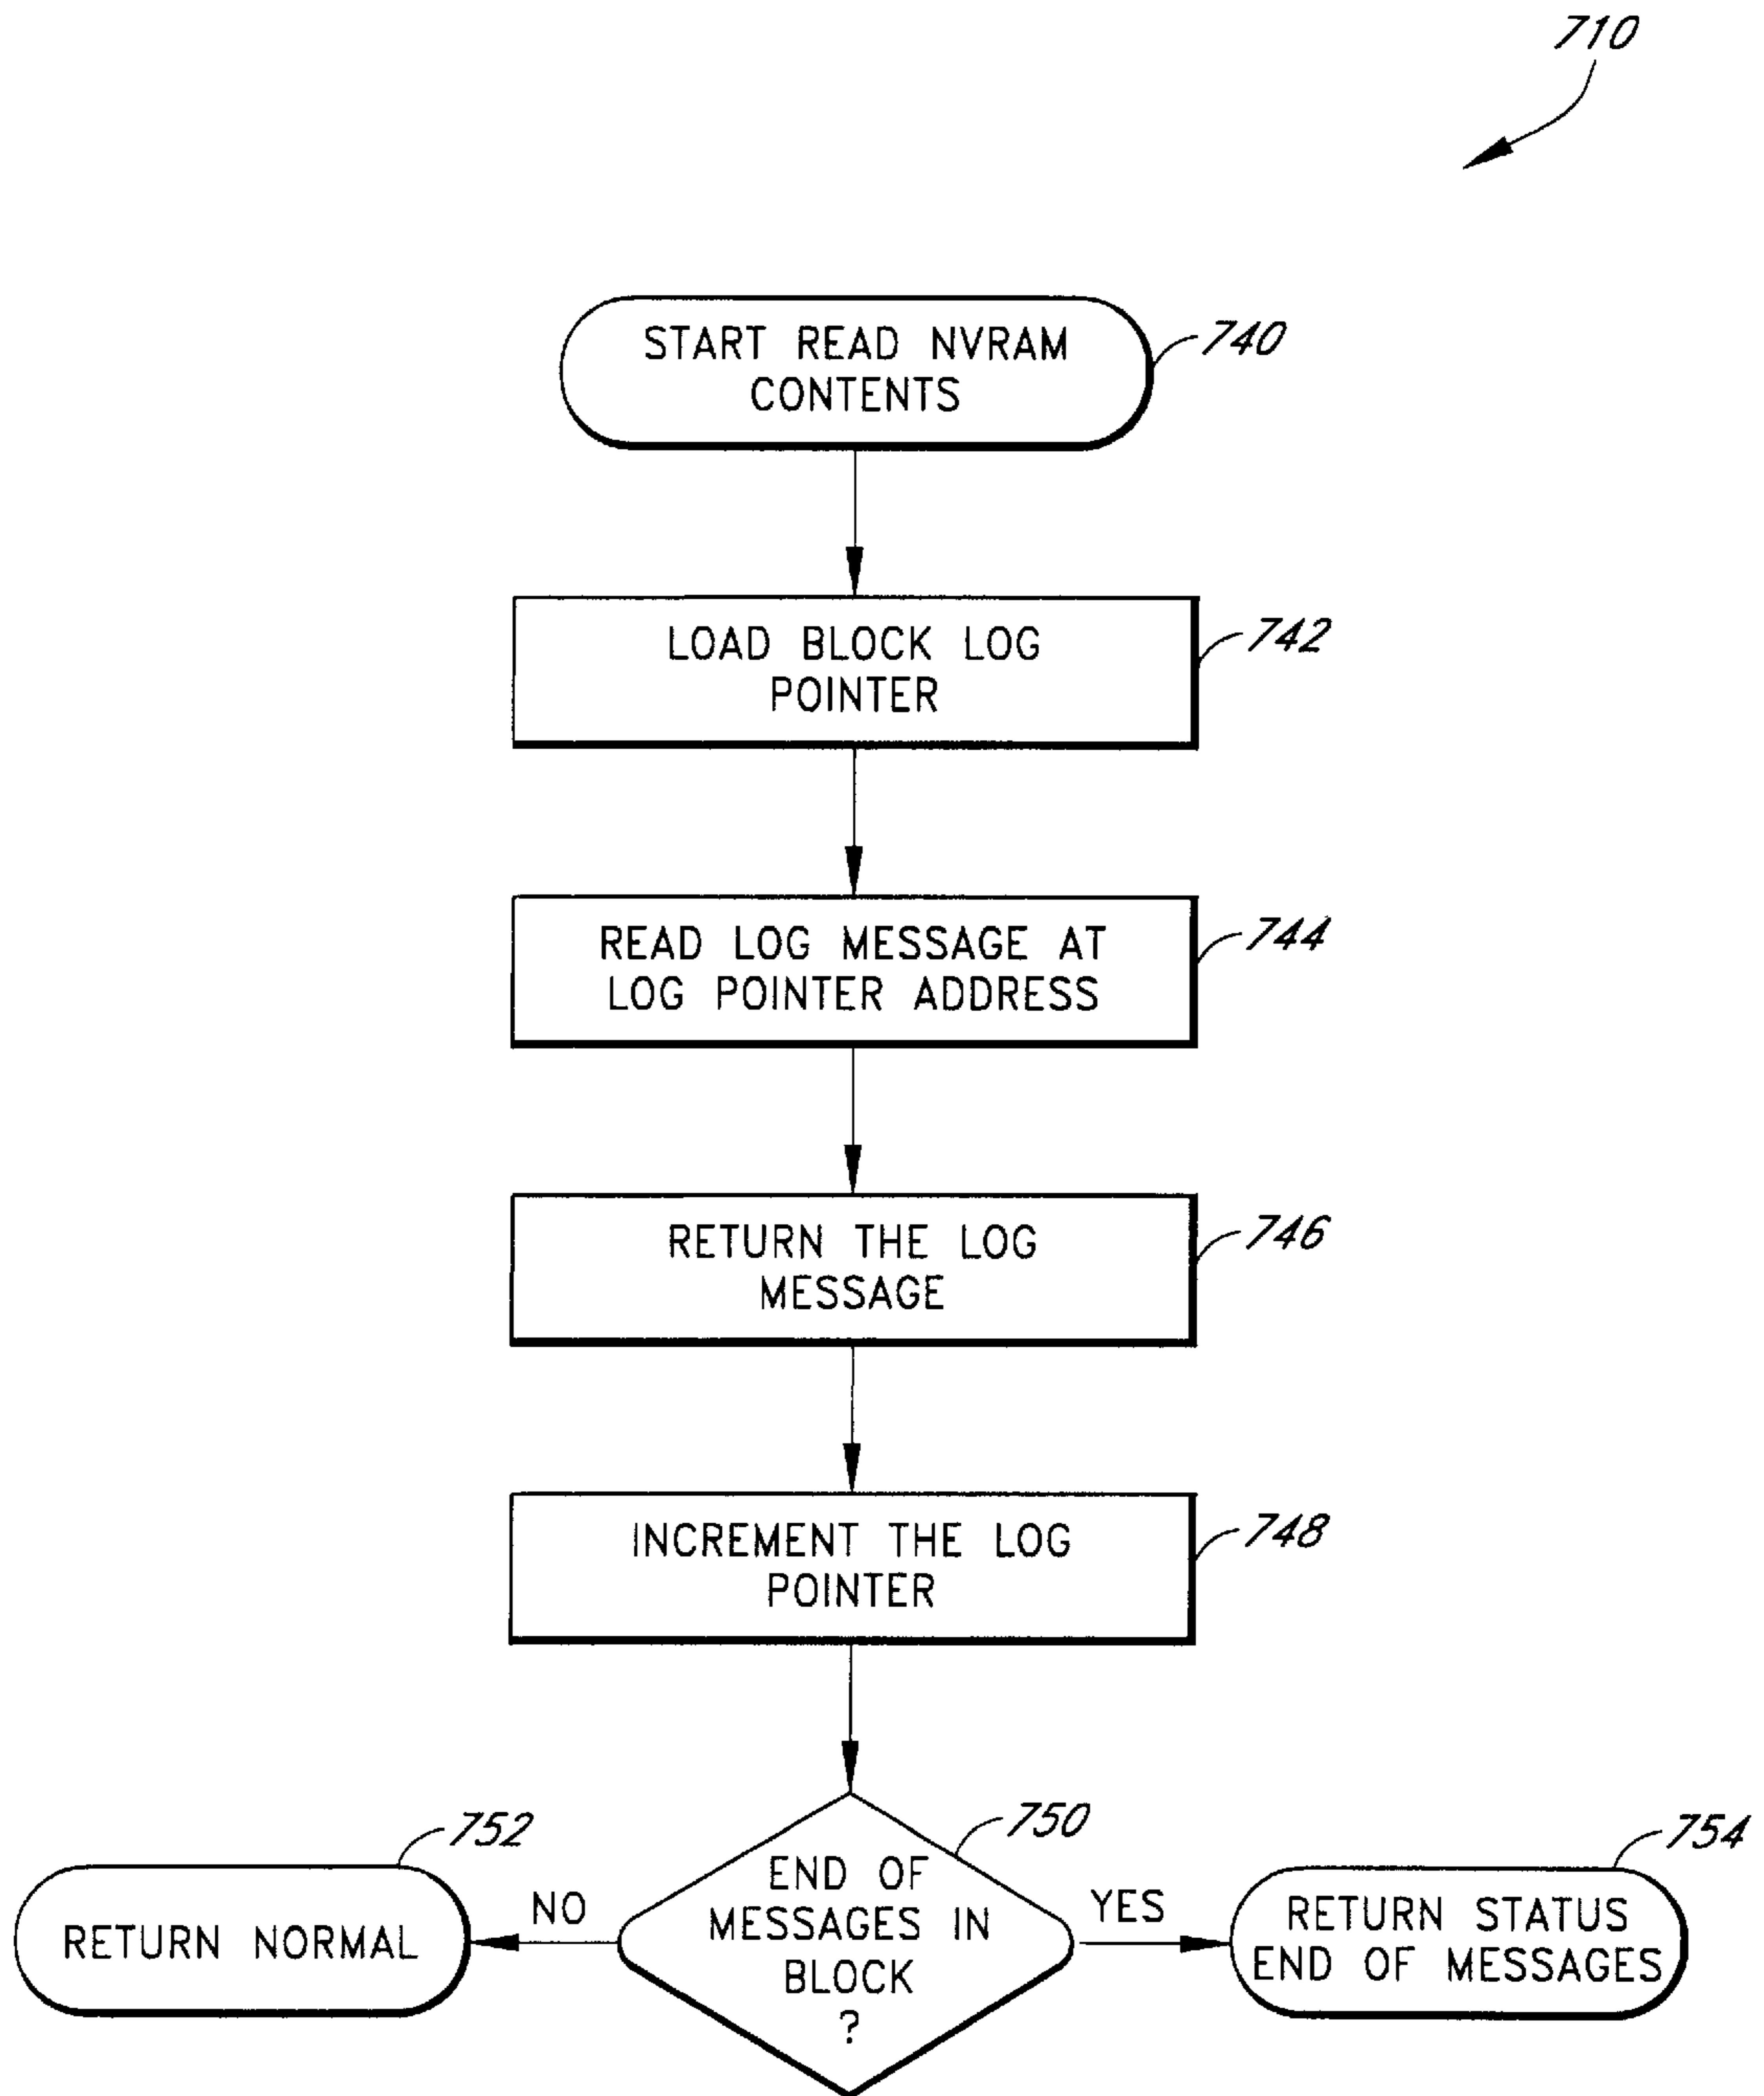 710
START READ NVRAM
CONTENTS
740
LOAD BLOCK LOG
POINTER
742
READ LOG MESSAGE AT
LOG POINTER ADDRESS
744
RETURN THE LOG
MESSAGE
746
INCREMENT THE LOG
POINTER
748
752
RETURN NORMAL
NO
750
END OF
MESSAGES IN
BLOCK
?
YES
754
RETURN STATUS
END OF MESSAGES